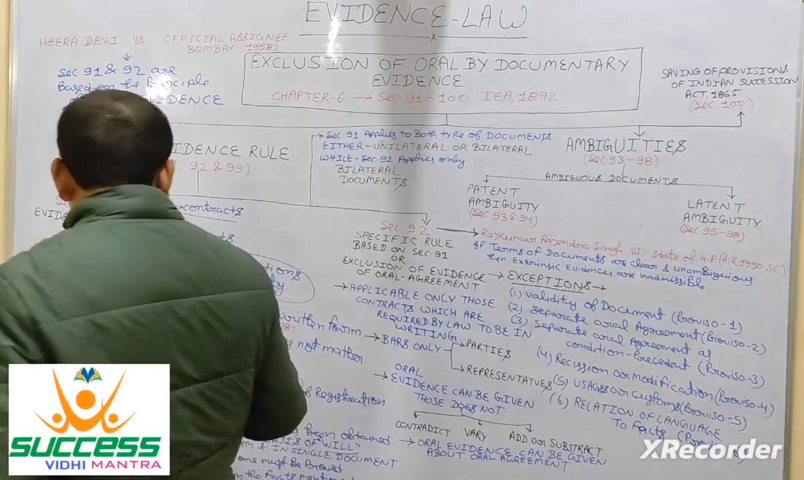 EVIDENCE-LAW
HEERA DEVI VS OFFICIAL ASSIGNEE
BOMBAY 1958)
Sec 91 & 92 are
Based on the Principle
EVIDENCE
EXCLUSION OF ORAL BY DOCUMENTARY
EVIDENCE
CHAPTER-6 → Sec 91-100 IEA, 1872
SAVING OF PROVISIONS
OF INDIAN SUCCESSION
ACT, 1865
(Sec 100)
EVIDENCE RULE
92 & 99)
Sec 91 Applies to Both type of Documents
EITHER-UNILATERAL OR BILATERAL
WHILE-Sec 92 Applies only
BILATERAL
DOCUMENTS
AMBIGUITIES
(Sec 93-98)
AMBIGUOUS DOCUMENTS
PATENT
AMBIGUITY
(Sec 93 & 94)
LATENT
AMBIGUITY
contracts
Sec 92
SPECIFIC RULE
BASED ON SEC. 91
OR
EXCLUSION OF EVIDENCE
OF ORAL-AGREEMENT
Rajkumar Rajendra Singh VS State of H.P (AIR 1990 SC)
If Terms of Documents are clear & unambiguous
then Extrinsic Evidences are inadmissible.
APPLICABLE ONLY THOSE
CONTRACTS WHICH ARE
REQUIRED BY LAW TO BE IN
WRITING
EXCEPTIONS
(1) Validity of Document (Proviso-1)
(2) Separate oral Agreement (Proviso-2)
(3) Separate oral Agreement as
condition-Precedent (Proviso-3)
(4) Recission or modification (Proviso-4)
(5) Usages or customs (Proviso-5)
(6) RELATION OF LANGUAGE
TO Facts
written form
not matter
of Registration
BARS ONLY
PARTIES
REPRESENTATIVES
ORAL
EVIDENCE CAN BE GIVEN
THOSE DOES NOT
CONTRADICT VARY ADD or SUBSTRACT
ORAL EVIDENCE CAN BE GIVEN
ABOUT ORAL AGREEMENT
been obtained
BASIS OF "WILL"
IN SINGLE DOCUMENT
one must be Proved
SUCCESS
VIDHI MANTRA
XRecorder